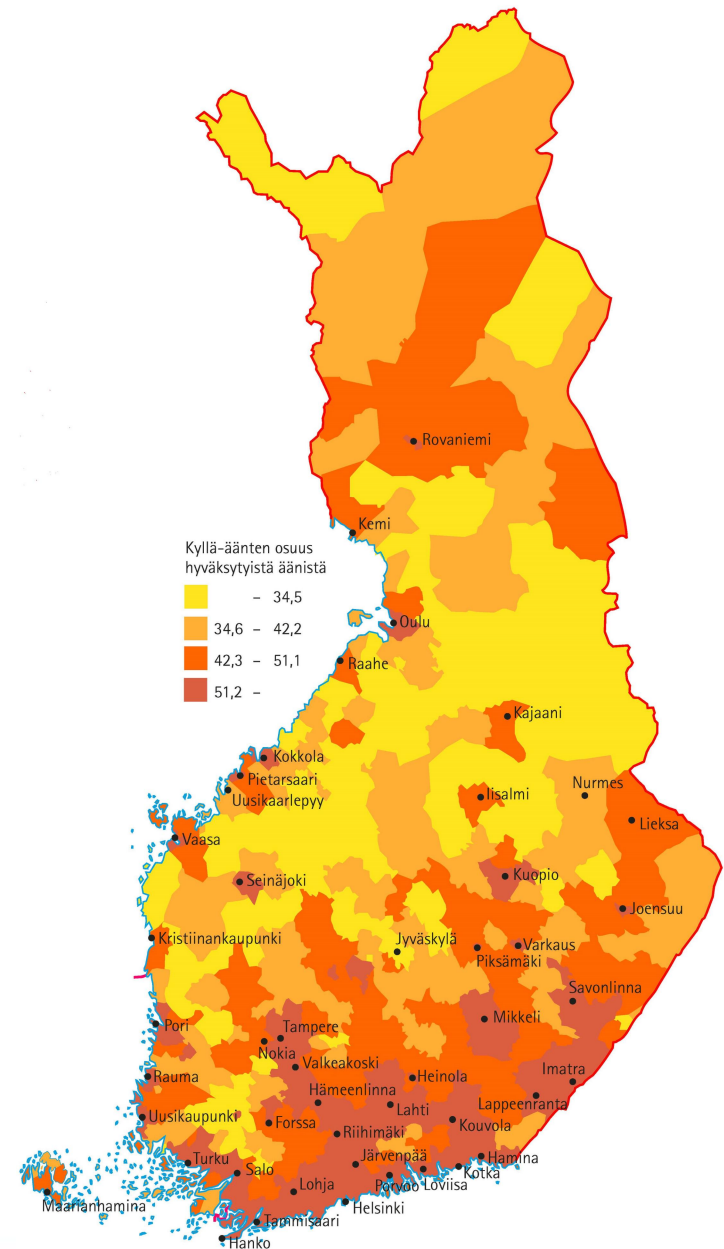 Rovaniemi
Kemi
Kyllä-äänten osuus
hyväksytyistä äänistä
– 34,5
34,6 – 42,2
42,3 – 51,1
51,2 –
Oulu
Raahe
Kajaani
Kokkola
Pietarsaari
Uusikaarlepyy
Iisalmi
Nurmes
Lieksa
Vaasa
Seinäjoki
Kuopio
Joensuu
Kristiinankaupunki
Jyväskylä
Varkaus
Piksämäki
Savonlinna
Pori
Tampere
Nokia
Mikkeli
Valkeakoski
Imatra
Rauma
Heinola
Hämeenlinna
Lappeenranta
Lahti
Uusikaupunki
Forssa
Kouvola
Riihimäki
Turku
Järvenpää
Hamina
Salo
Kotka
Loviisa
Porvoo
Lohja
Maarianhamina
Helsinki
Tammisaari
Hanko